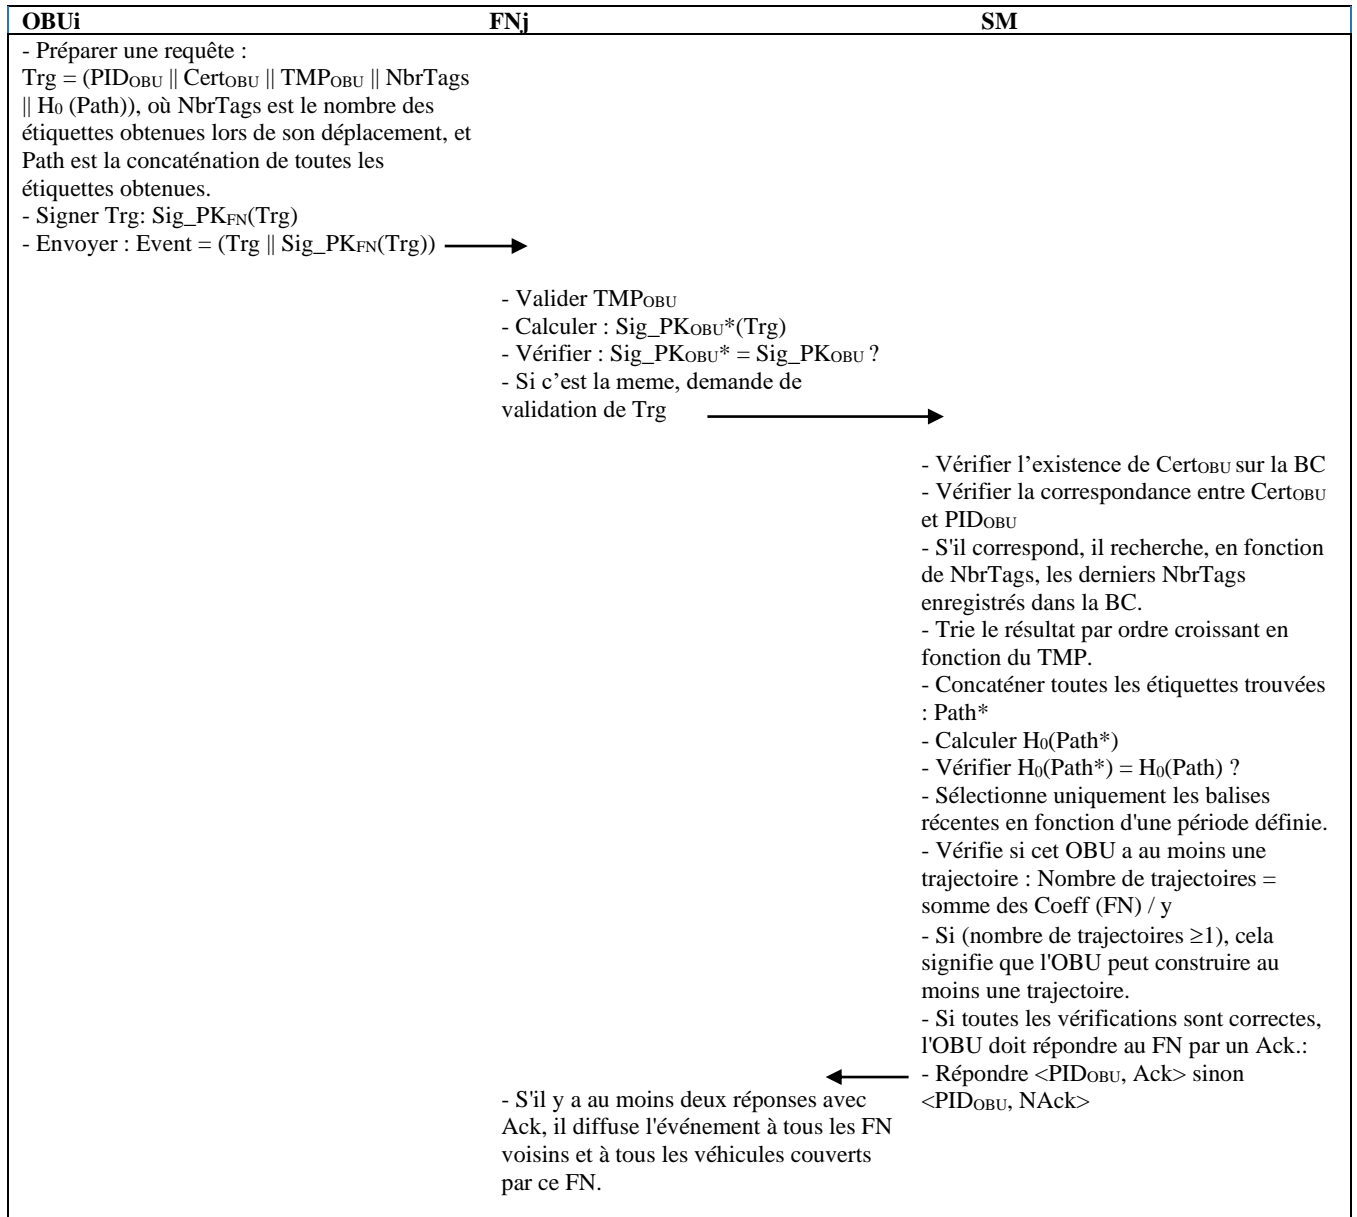 OBUi FNj SM
- Préparer une requête :
Trg = (PIDOBU || CertOBU || TMPOBU || NbrTags
|| H0 (Path)), où NbrTags est le nombre des
étiquettes obtenues lors de son déplacement, et
Path est la concaténation de toutes les
étiquettes obtenues.
- Signer Trg: Sig_PKFN(Trg)
- Envoyer : Event = (Trg || Sig_PKFN(Trg))
- Valider TMPOBU
- Calculer : Sig_PKOBU*(Trg)
- Vérifier : Sig_PKOBU* = Sig_PKOBU ?
- Si c’est la meme, demande de
validation de Trg
- Vérifier l’existence de CertOBU sur la BC
- Vérifier la correspondance entre CertOBU
et PIDOBU
- S'il correspond, il recherche, en fonction
de NbrTags, les derniers NbrTags
enregistrés dans la BC.
- Trie le résultat par ordre croissant en
fonction du TMP.
- Concaténer toutes les étiquettes trouvées
: Path*
- Calculer H0(Path*)
- Vérifier H0(Path*) = H0(Path) ?
- Sélectionne uniquement les balises
récentes en fonction d'une période définie.
- Vérifie si cet OBU a au moins une
trajectoire : Nombre de trajectoires =
somme des Coeff (FN) / y
- Si (nombre de trajectoires ≥1), cela
signifie que l'OBU peut construire au
moins une trajectoire.
- Si toutes les vérifications sont correctes,
l'OBU doit répondre au FN par un Ack.:
- Répondre <PIDOBU, Ack> sinon
<PIDOBU, NAck>
- S'il y a au moins deux réponses avec
Ack, il diffuse l'événement à tous les FN
voisins et à tous les véhicules couverts
par ce FN.